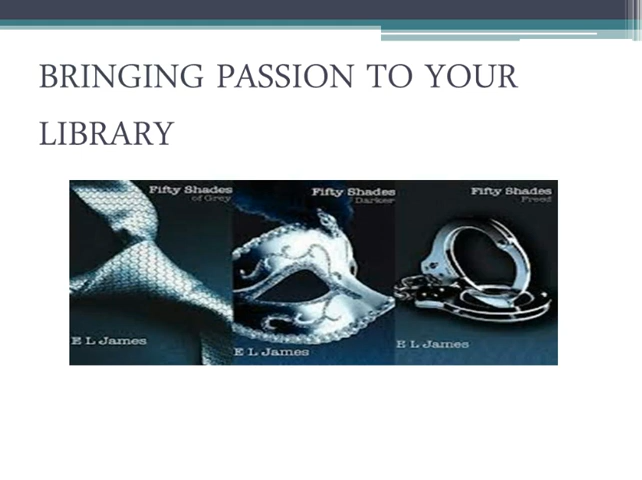 BRINGING PASSION TO YOUR
LIBRARY
Fifty Shades
of Grey
E L James
Fifty Shades
Darker
E L James
Fifty Shades
Freed
E L James